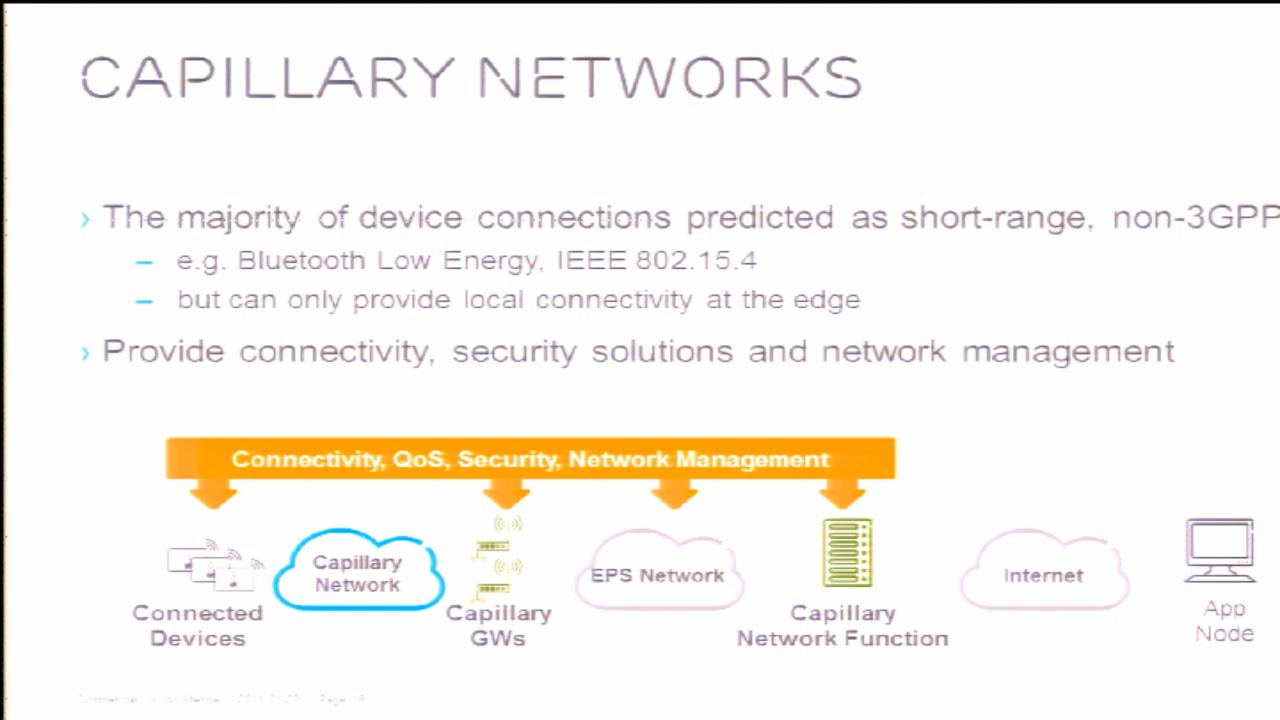 CAPILLARY NETWORKS
› The majority of device connections predicted as short-range, non-3GPP
– e.g. Bluetooth Low Energy, IEEE 802.15.4
– but can only provide local connectivity at the edge
› Provide connectivity, security solutions and network management
Connectivity, QoS, Security, Network Management
Capillary
Network
EPS Network
Internet
Connected
Devices
Capillary
GWs
Capillary
Network Function
App
Node
Page